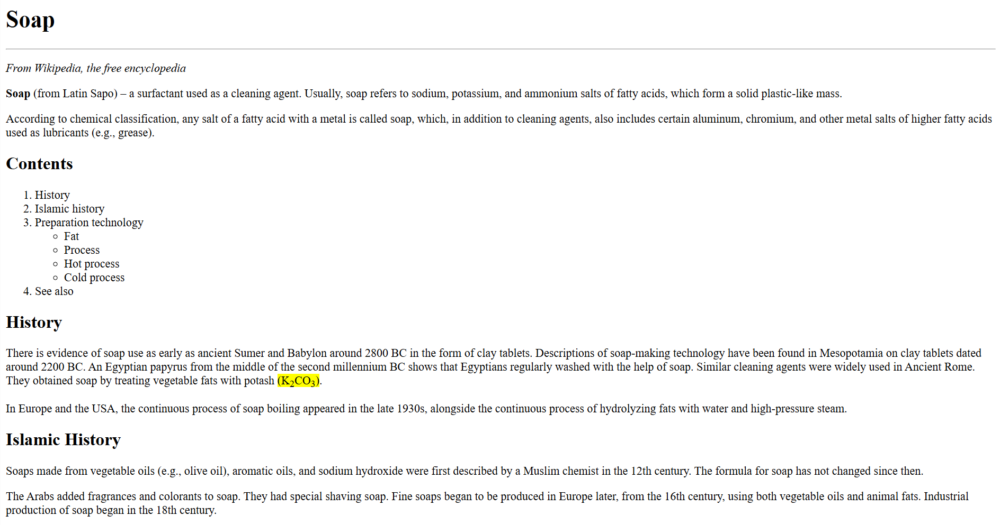 Soap
From Wikipedia, the free encyclopedia
Soap (from Latin Sapo) – a surfactant used as a cleaning agent. Usually, soap refers to sodium, potassium, and ammonium salts of fatty acids, which form a solid plastic-like mass.
According to chemical classification, any salt of a fatty acid with a metal is called soap, which, in addition to cleaning agents, also includes certain aluminum, chromium, and other metal salts of higher fatty acids
used as lubricants (e.g., grease).
Contents
1. History
2. Islamic history
3. Preparation technology
◦ Fat
◦ Process
◦ Hot process
◦ Cold process
4. See also
History
There is evidence of soap use as early as ancient Sumer and Babylon around 2800 BC in the form of clay tablets. Descriptions of soap-making technology have been found in Mesopotamia on clay tablets dated
around 2200 BC. An Egyptian papyrus from the middle of the second millennium BC shows that Egyptians regularly washed with the help of soap. Similar cleaning agents were widely used in Ancient Rome.
They obtained soap by treating vegetable fats with potash (K₂CO₃).
In Europe and the USA, the continuous process of soap boiling appeared in the late 1930s, alongside the continuous process of hydrolyzing fats with water and high-pressure steam.
Islamic History
Soaps made from vegetable oils (e.g., olive oil), aromatic oils, and sodium hydroxide were first described by a Muslim chemist in the 12th century. The formula for soap has not changed since then.
The Arabs added fragrances and colorants to soap. They had special shaving soap. Fine soaps began to be produced in Europe later, from the 16th century, using both vegetable oils and animal fats. Industrial
production of soap began in the 18th century.